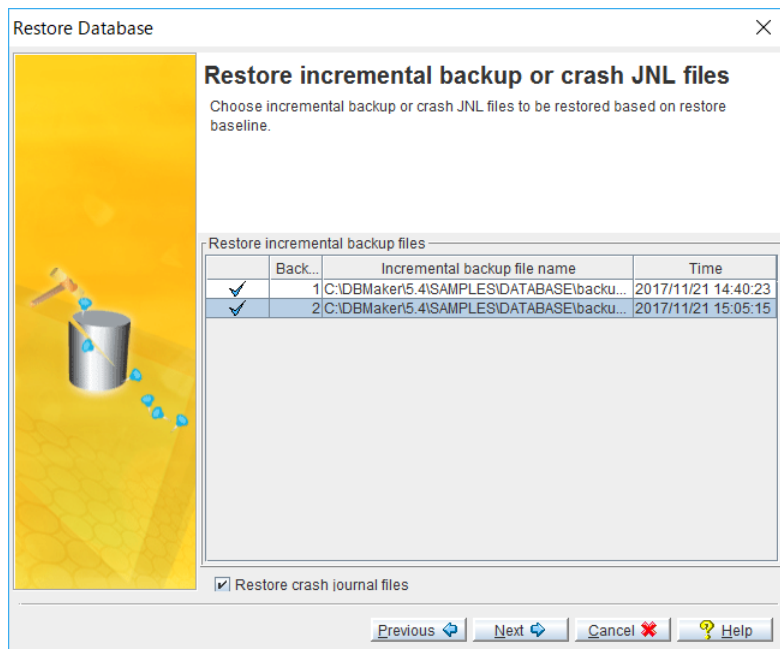 Restore Database
Restore incremental backup or crash JNL files
Choose incremental backup or crash JNL files to be restored based on restore
baseline.
Restore incremental backup files
Back... Incremental backup file name Time
1 C:\DBMaker\5.4\SAMPLES\DATABASE\backu... 2017/11/21 14:40:23
2 C:\DBMaker\5.4\SAMPLES\DATABASE\backu... 2017/11/21 15:05:15
Restore crash journal files
Previous Next Cancel Help